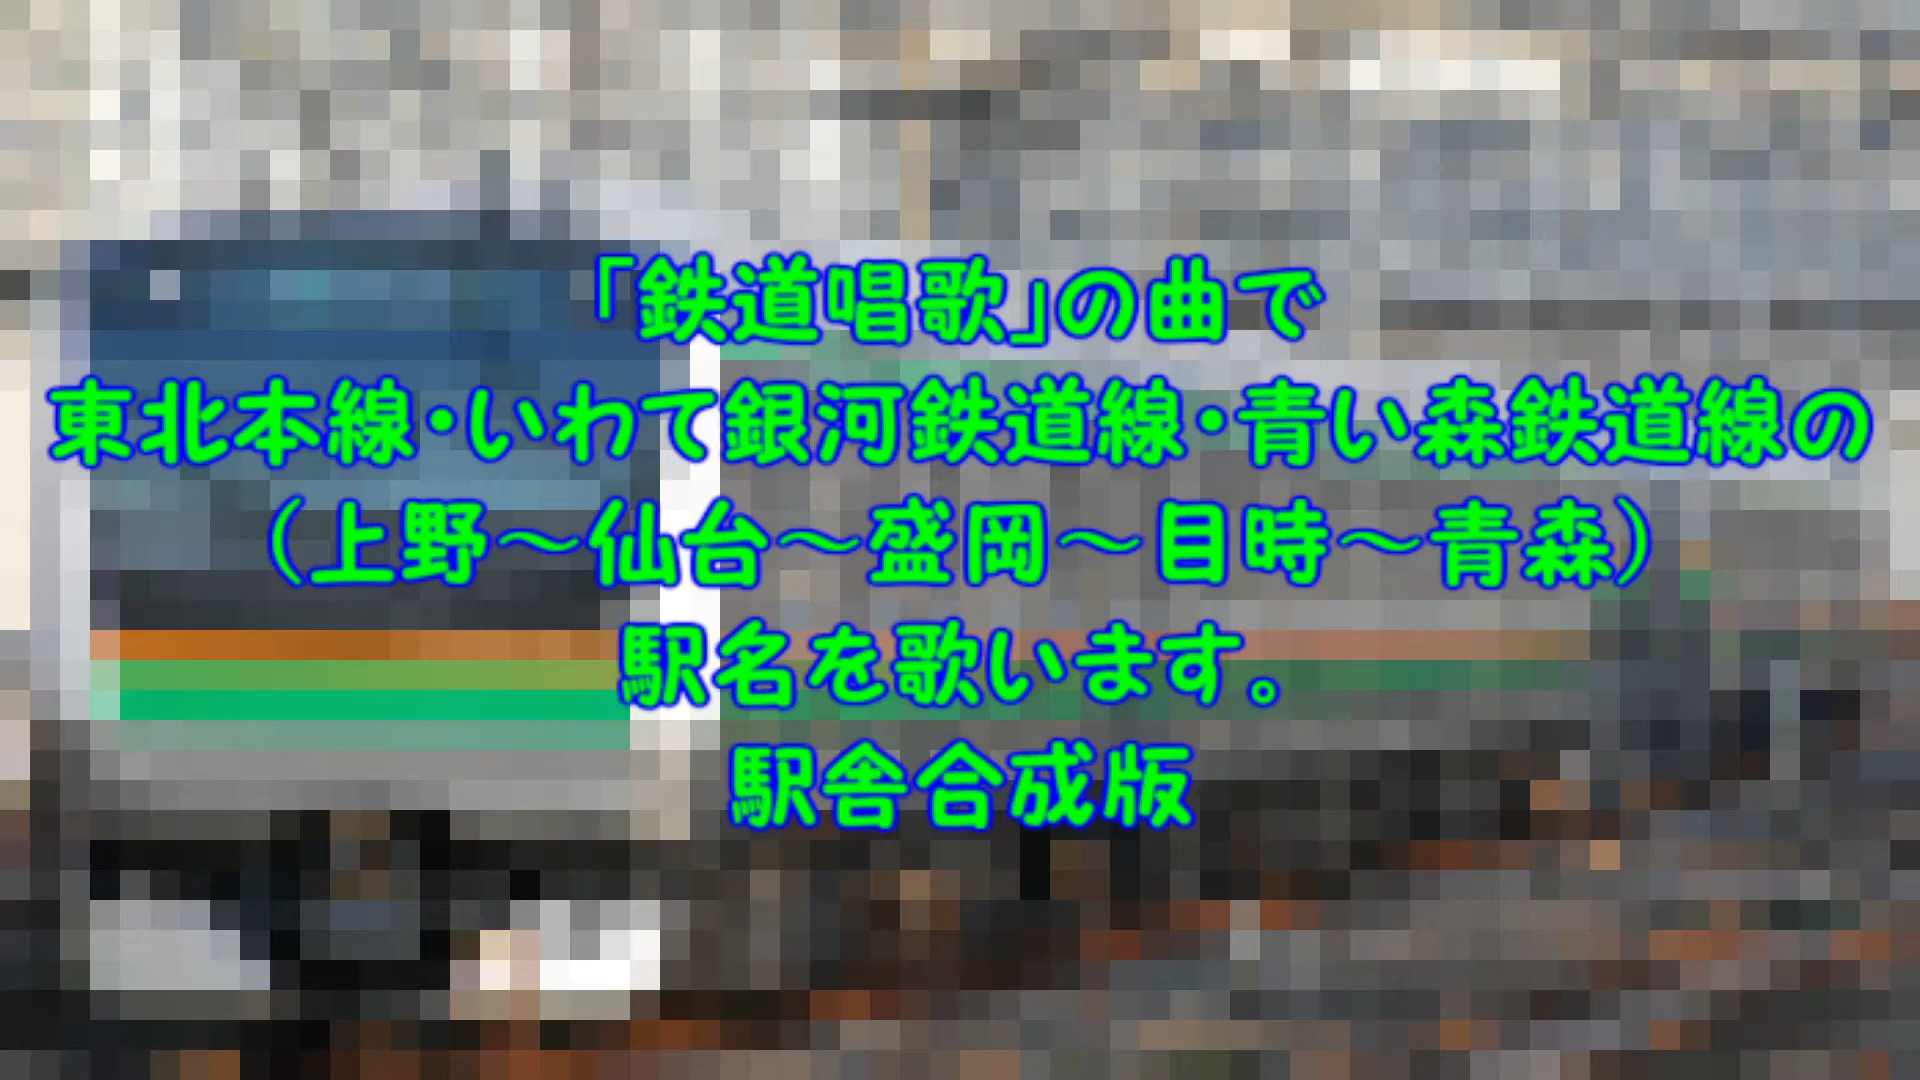 「鉄道唱歌」の曲で
東北本線・いわて銀河鉄道線・青い森鉄道線の
（上野～仙台～盛岡～目時～青森）
駅名を歌います。
駅舎合成版